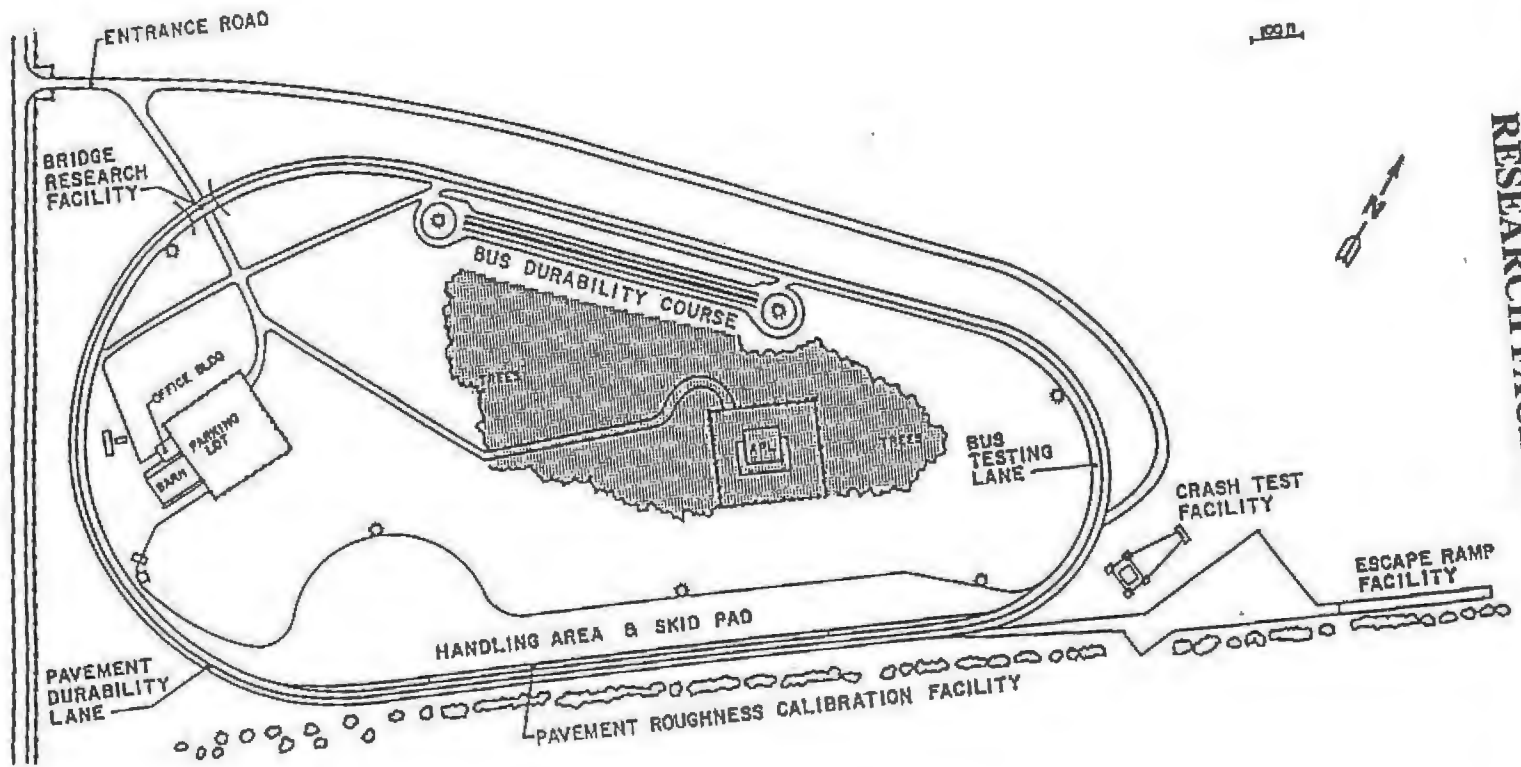 ENTRANCE ROAD
100 ft
BRIDGE
RESEARCH
FACILITY
N
BUS DURABILITY COURSE
OFFICE BLDG
PARKING
LOT
BARN
TREES
APL
TREES
BUS
TESTING
LANE
CRASH TEST
FACILITY
ESCAPE RAMP
FACILITY
HANDLING AREA & SKID PAD
PAVEMENT
DURABILITY
LANE
PAVEMENT ROUGHNESS CALIBRATION FACILITY
RESEARCH